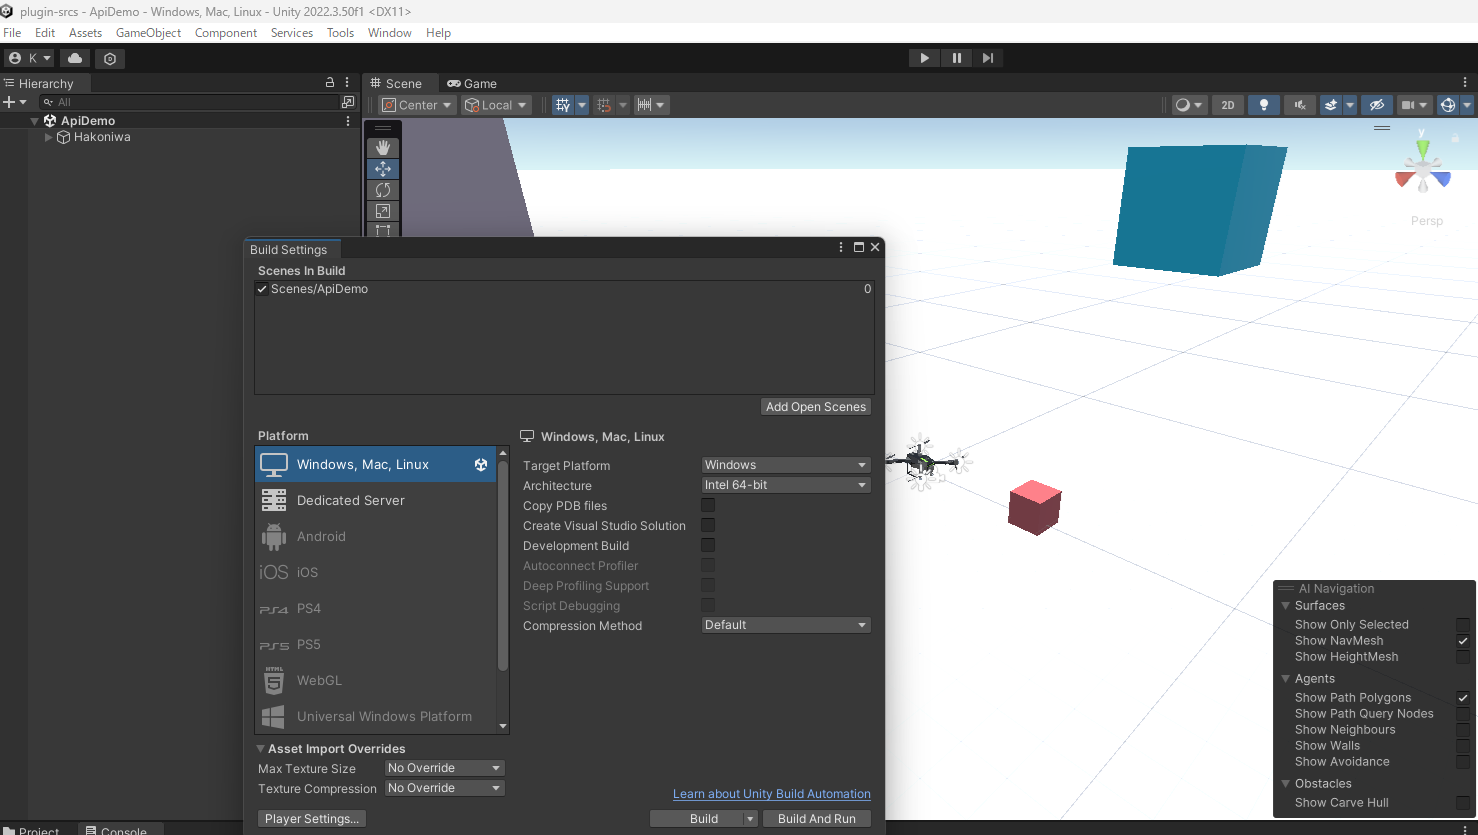 plugin-srcs - ApiDemo - Windows, Mac, Linux - Unity 2022.3.50f1 <DX11>
File Edit Assets GameObject Component Services Tools Window Help
K
Hierarchy
All
ApiDemo
Hakoniwa
Scene Game
Center Local 2D
y
Persp
Build Settings
Scenes In Build
Scenes/ApiDemo 0
Add Open Scenes
Platform
Windows, Mac, Linux
Dedicated Server
Android
iOS iOS
PS4 PS4
PS5 PS5
HTML 5 WebGL
Universal Windows Platform
Windows, Mac, Linux
Target Platform Windows
Architecture Intel 64-bit
Copy PDB files
Create Visual Studio Solution
Development Build
Autoconnect Profiler
Deep Profiling Support
Script Debugging
Compression Method Default
Asset Import Overrides
Max Texture Size No Override
Texture Compression No Override
Learn about Unity Build Automation
Player Settings... Build Build And Run
AI Navigation
Surfaces
Show Only Selected
Show NavMesh
Show HeightMesh
Agents
Show Path Polygons
Show Path Query Nodes
Show Neighbours
Show Walls
Show Avoidance
Obstacles
Show Carve Hull
Project Console